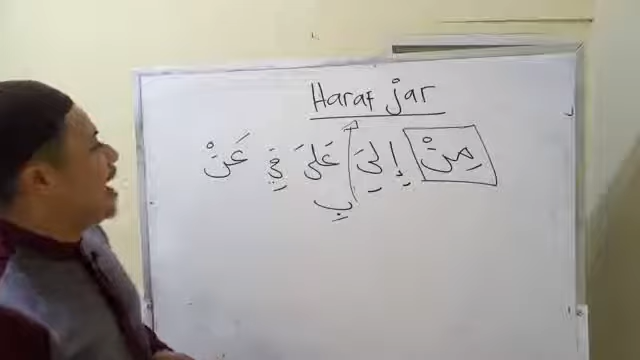 Haraf jar
مِنْ إِلَىَ عَلَىَ فِي عَنْ
بِ